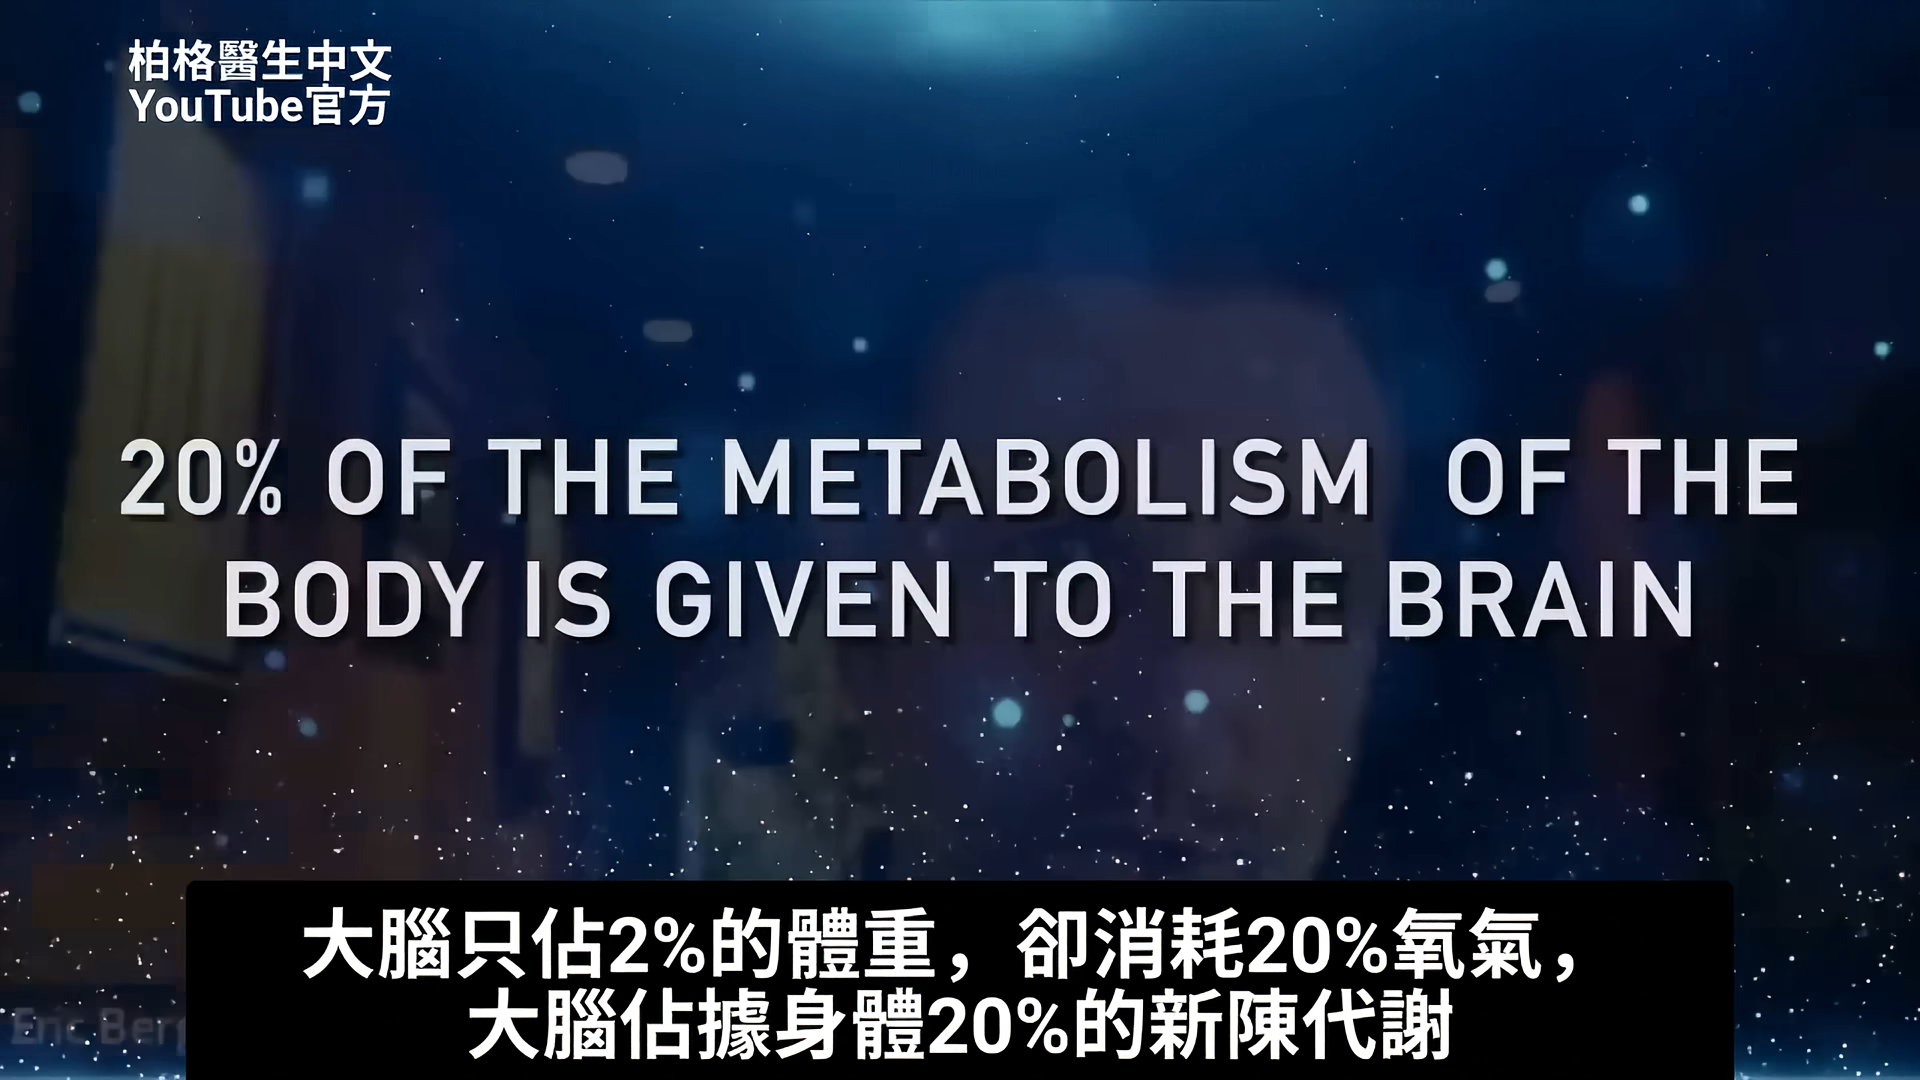 柏格醫生中文
YouTube官方
20% OF THE METABOLISM OF THE
BODY IS GIVEN TO THE BRAIN
大腦只佔2%的體重，卻消耗20%氧氣，
大腦佔據身體20%的新陳代謝
Eric Berg